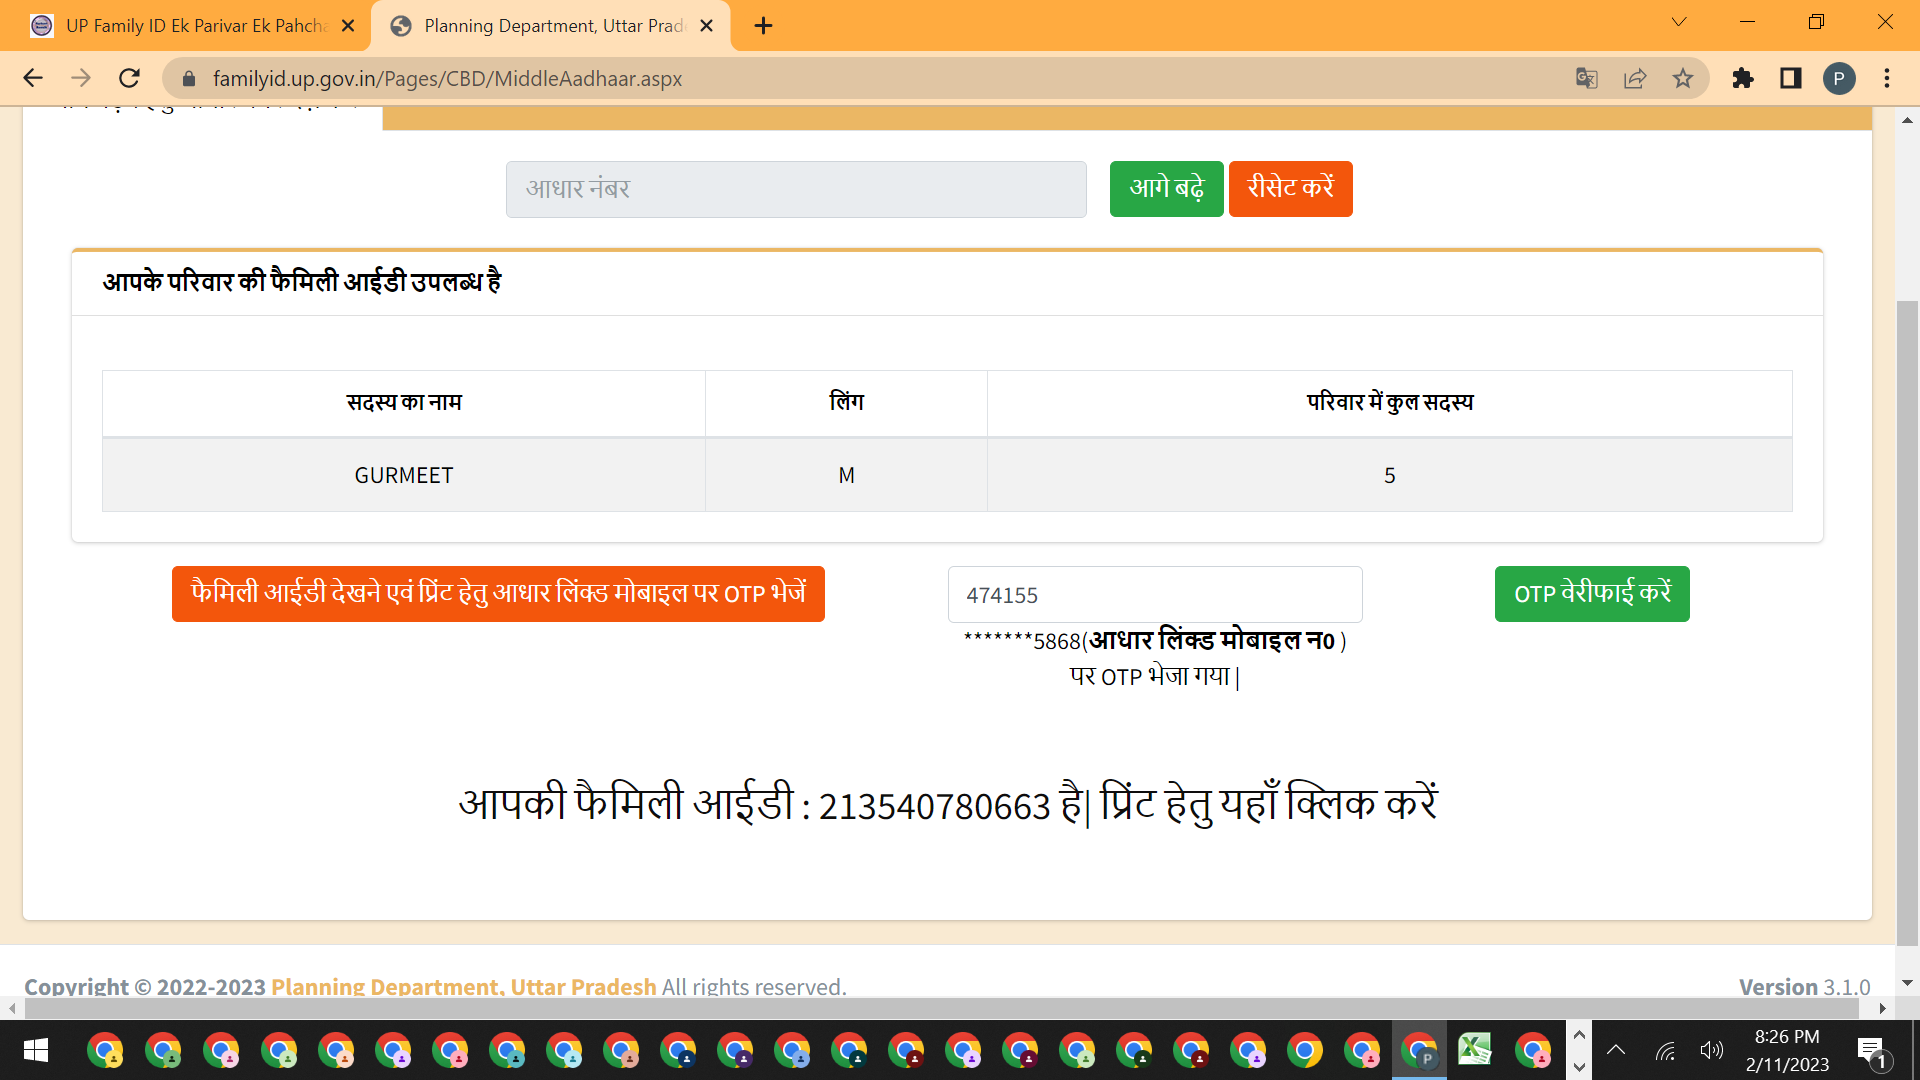 UP Family ID Ek Parivar Ek Pahcha
Planning Department, Uttar Prade
familyid.up.gov.in/Pages/CBD/MiddleAadhaar.aspx
P
आधार नंबर
आगे बढ़े
रीसेट करें
आपके परिवार की फैमिली आईडी उपलब्ध है
सदस्य का नाम
लिंग
परिवार में कुल सदस्य
GURMEET
M
5
फैमिली आईडी देखने एवं प्रिंट हेतु आधार लिंक्ड मोबाइल पर OTP भेजें
474155
OTP वेरीफाई करें
*******5868(आधार लिंक्ड मोबाइल न0 )
पर OTP भेजा गया |
आपकी फैमिली आईडी : 213540780663 है| प्रिंट हेतु यहाँ क्लिक करें
Copyright © 2022-2023 Planning Department, Uttar Pradesh All rights reserved.
Version 3.1.0
P
8:26 PM
2/11/2023
1